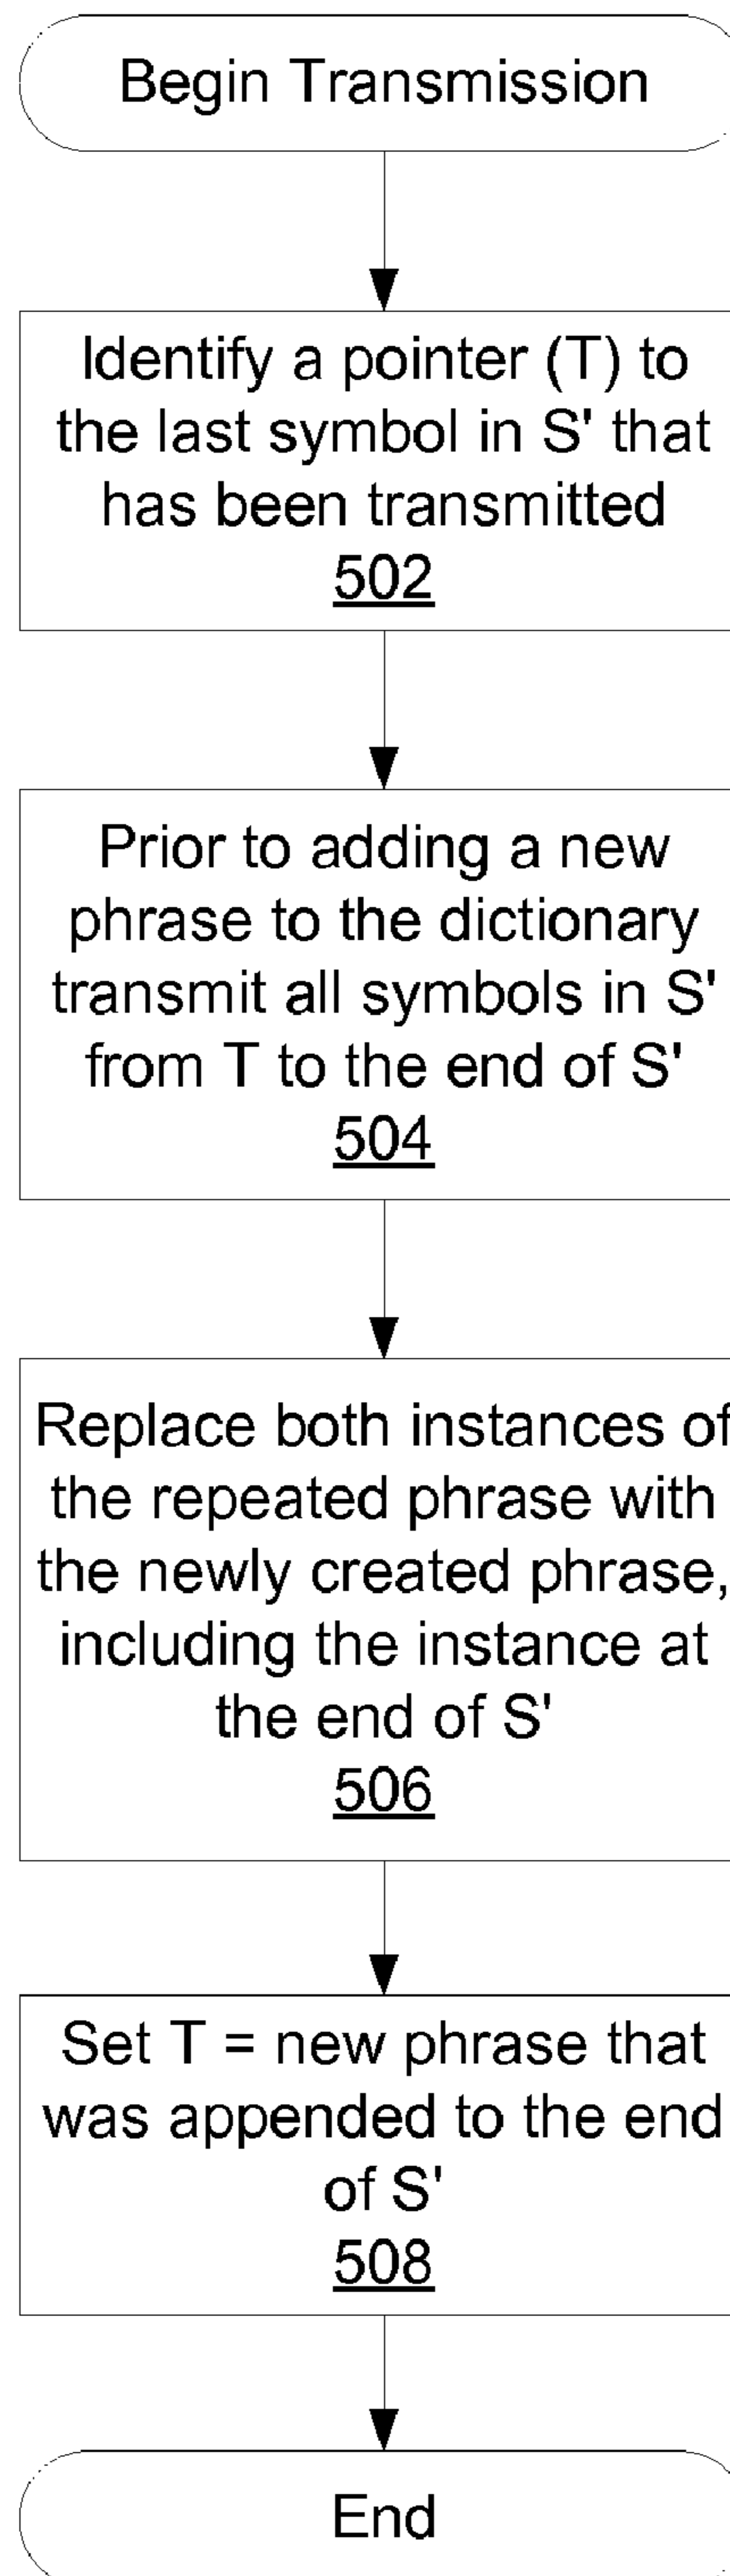 Begin Transmission
Identify a pointer (T) to
the last symbol in S' that
has been transmitted
502
Prior to adding a new
phrase to the dictionary
transmit all symbols in S'
from T to the end of S'
504
Replace both instances of
the repeated phrase with
the newly created phrase,
including the instance at
the end of S'
506
Set T = new phrase that
was appended to the end
of S'
508
End